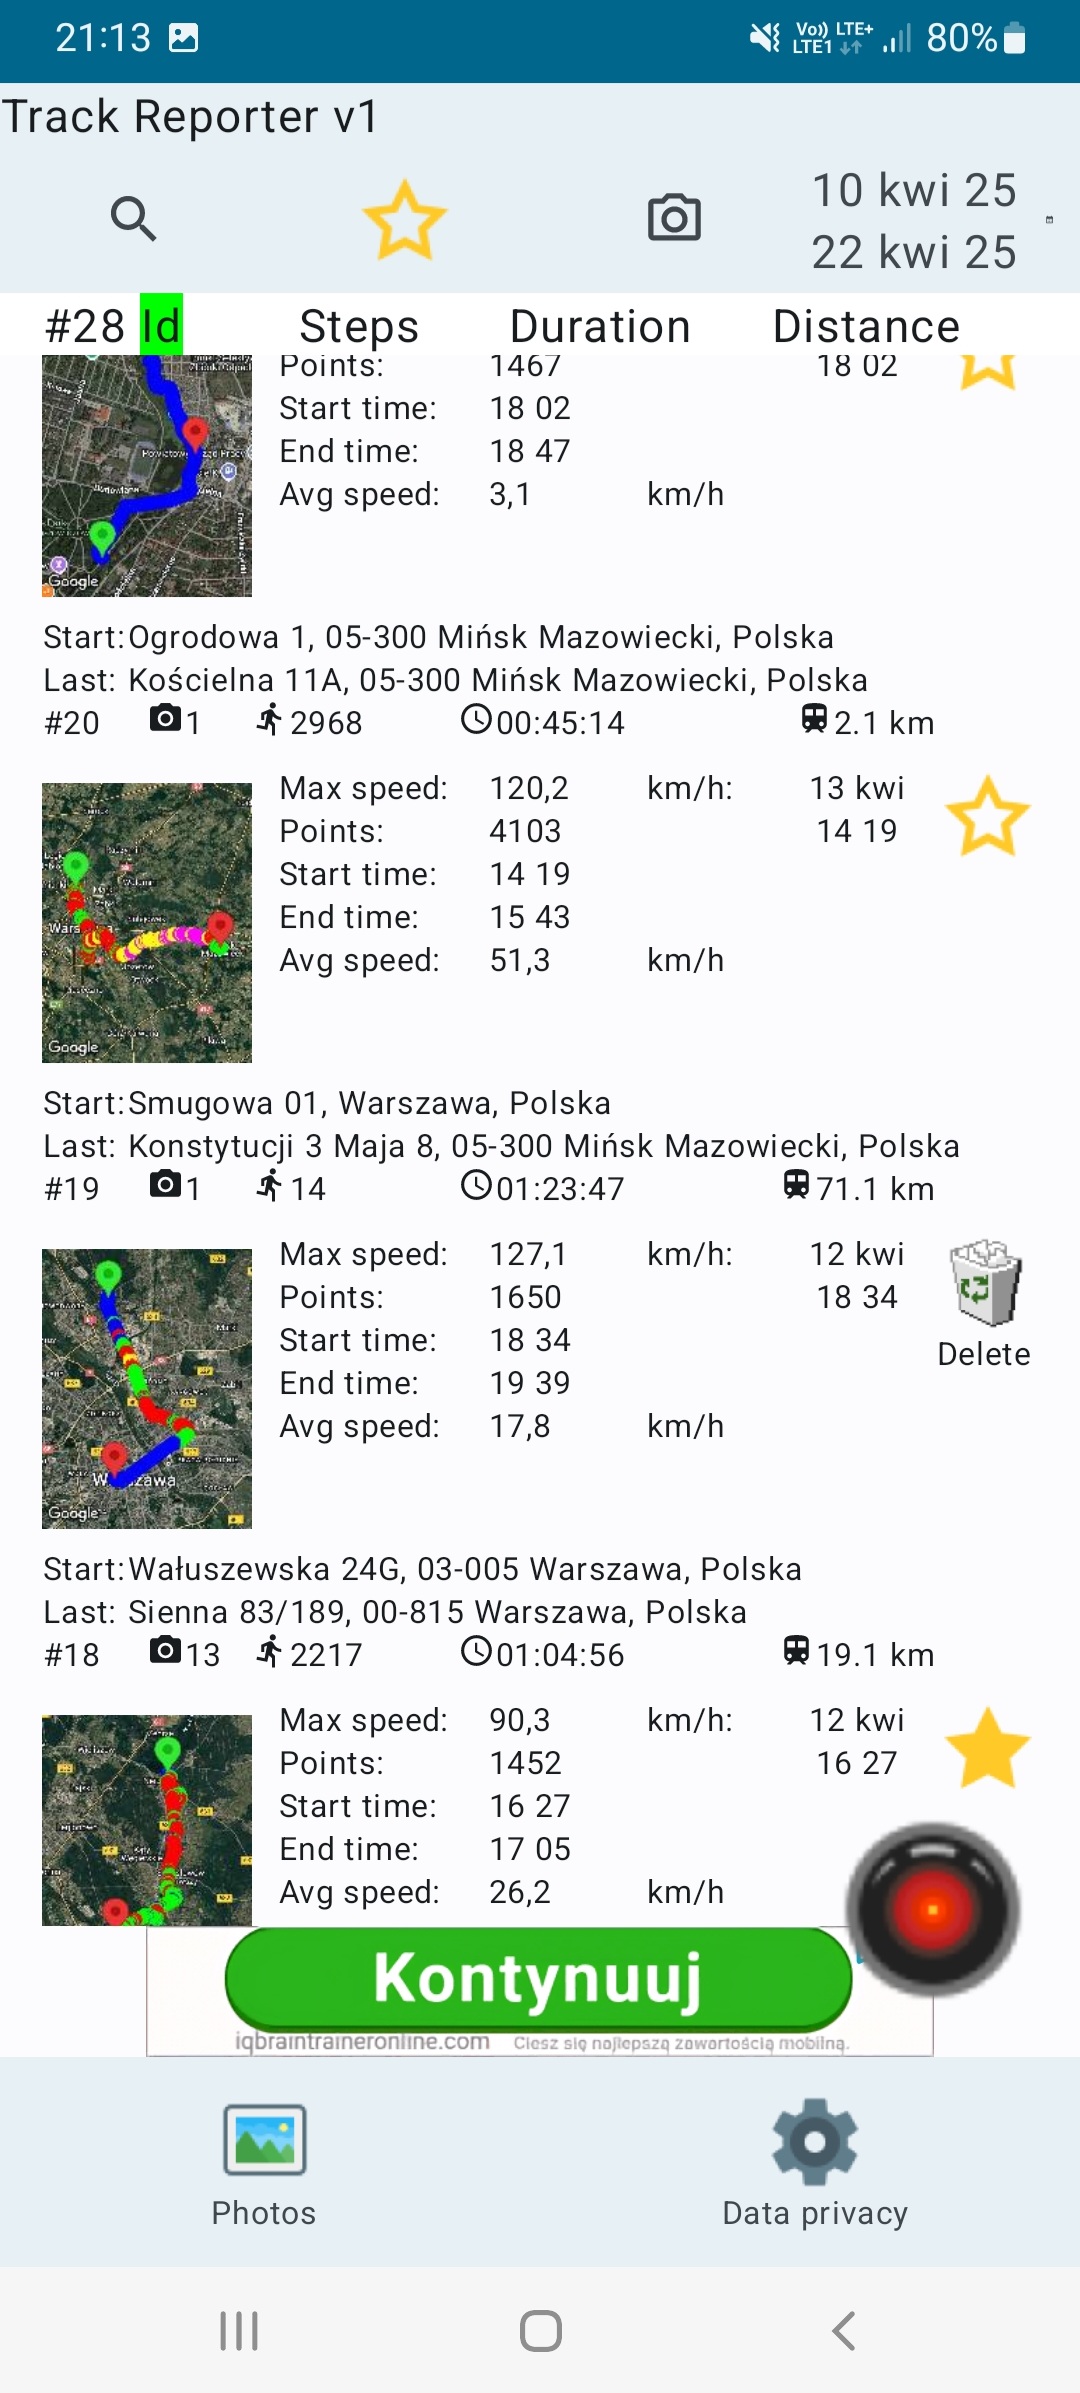 21:13
Vo)) LTE+
LTE1
80%
Track Reporter v1
10 kwi 25
22 kwi 25
#28 Id Steps Duration Distance
Points: 1467 18 02
Start time: 18 02
End time: 18 47
Avg speed: 3,1 km/h
Google
Start: Ogrodowa 1, 05-300 Mińsk Mazowiecki, Polska
Last: Kościelna 11A, 05-300 Mińsk Mazowiecki, Polska
#20 1 2968 00:45:14 2.1 km
Max speed: 120,2 km/h: 13 kwi
Points: 4103 14 19
Start time: 14 19
End time: 15 43
Avg speed: 51,3 km/h
Google
Start: Smugowa 01, Warszawa, Polska
Last: Konstytucji 3 Maja 8, 05-300 Mińsk Mazowiecki, Polska
#19 1 14 01:23:47 71.1 km
Max speed: 127,1 km/h: 12 kwi
Points: 1650 18 34
Start time: 18 34
End time: 19 39
Delete
Avg speed: 17,8 km/h
Google
Start: Wałuszewska 24G, 03-005 Warszawa, Polska
Last: Sienna 83/189, 00-815 Warszawa, Polska
#18 13 2217 01:04:56 19.1 km
Max speed: 90,3 km/h: 12 kwi
Points: 1452 16 27
Start time: 16 27
End time: 17 05
Avg speed: 26,2 km/h
Kontynuuj
iqbraintraineronline.com Ciesz się najlepszą zawartością mobilną.
Photos Data privacy